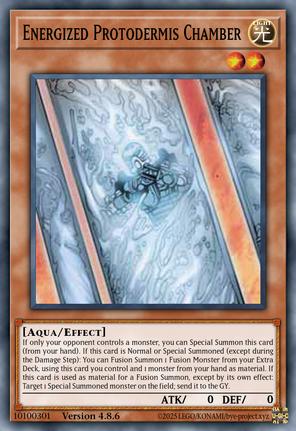 ENERGIZED PROTODERMIS CHAMBER
LIGHT
光
[AQUA/EFFECT]
If only your opponent controls a monster, you can Special Summon this card
(from your hand). If this card is Normal or Special Summoned (except during
the Damage Step): You can Fusion Summon 1 Fusion Monster from your Extra
Deck, using this card you control and 1 monster from your hand as material. If
this card is used as material for a Fusion Summon, except by its own effect:
Target 1 Special Summoned monster on the field; send it to the GY.
ATK/ 0 DEF/ 0
10100301 Version 4.8.6 ©2025 LEGO/KONAMI/bye-project.xyz